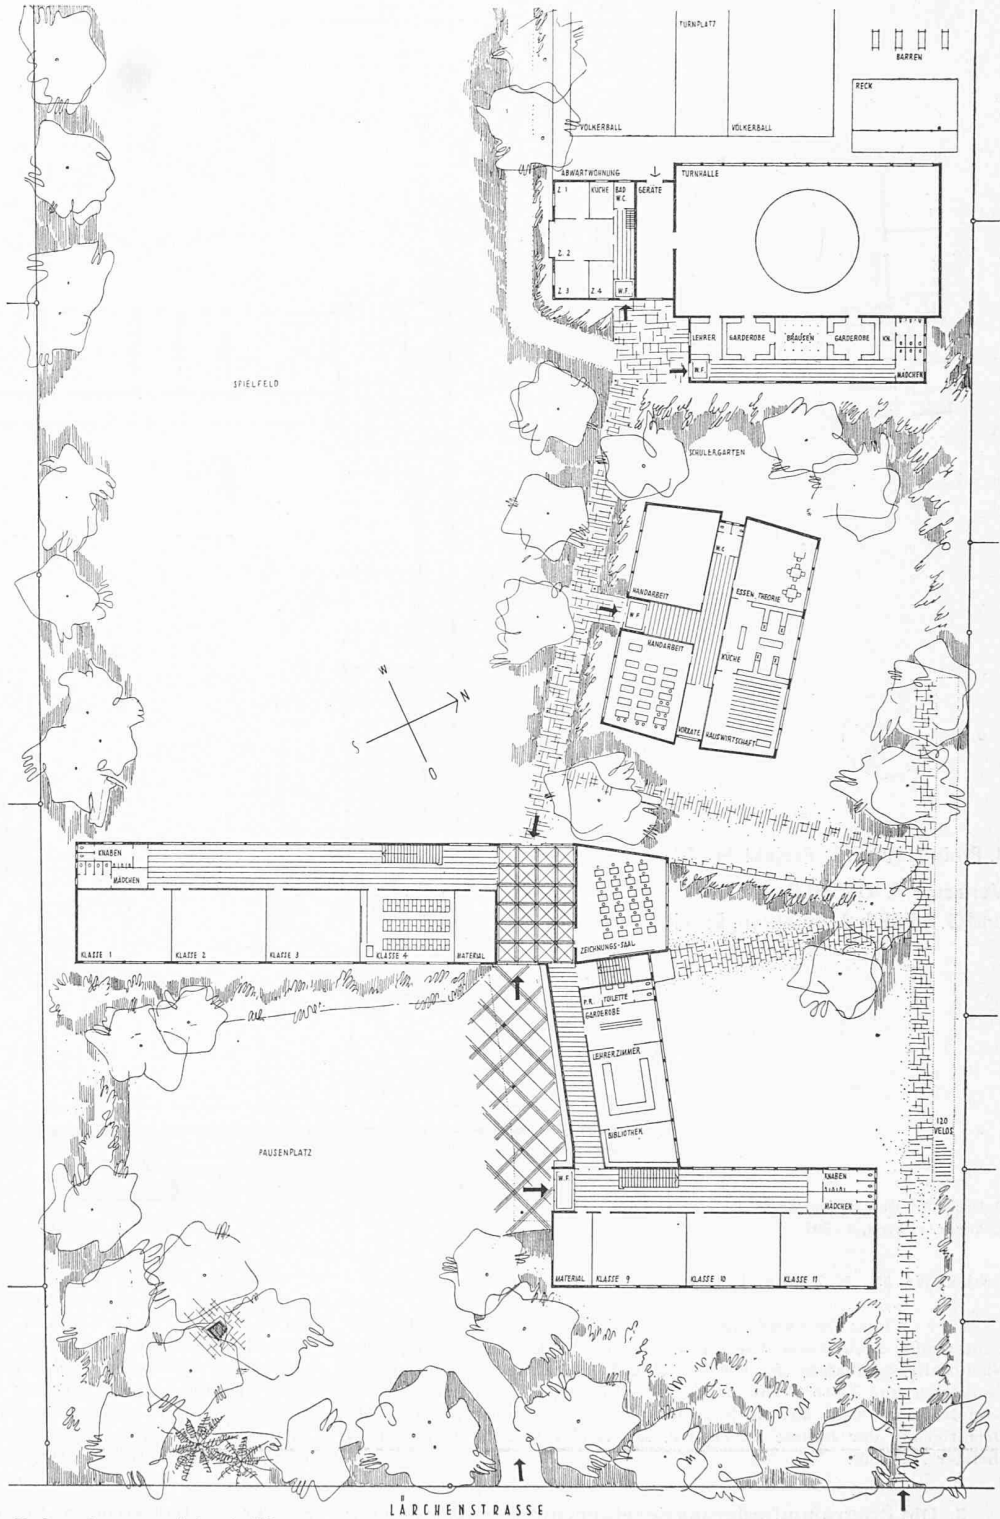 TURNPLATZ
BARREN
RECK
VÖLKERBALL
VÖLKERBALL
ABWARTWOHNUNG
TURNHALLE
Z. 1
KÜCHE
BAD
W.C.
GERÄTE
Z. 2
Z. 3
Z. 4
W.F.
LEHRER
GARDEROBE
BRAUSEN
GARDEROBE
KN.
W.F.
MÄDCHEN
SPIELFELD
SCHÜLERGARTEN
W.C.
HANDARBEIT
ESSEN, THEORIE
W.F.
HANDARBEIT
KÜCHE
VORRÄTE
HAUSWIRTSCHAFT
W
N
S
O
KNABEN
MÄDCHEN
KLASSE 1
KLASSE 2
KLASSE 3
KLASSE 4
MATERIAL
ZEICHNUNGS-SAAL
P.R.
TOILETTE
GARDEROBE
LEHRERZIMMER
BIBLIOTHEK
120
VELOS
PAUSENPLATZ
W.F.
KNABEN
MÄDCHEN
MATERIAL
KLASSE 9
KLASSE 10
KLASSE 11
LÄRCHENSTRASSE